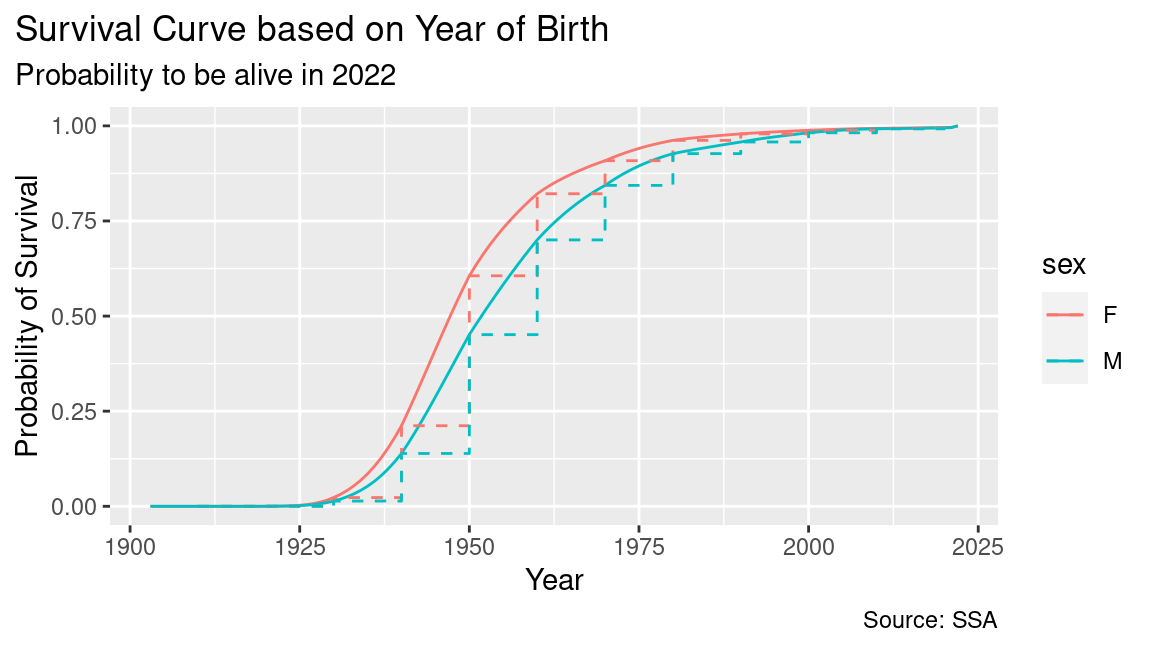 Survival Curve based on Year of Birth
Probability to be alive in 2022
Probability of Survival
1.00
0.75
0.50
0.25
0.00
1900 1925 1950 1975 2000 2025
Year
sex
F
M
Source: SSA